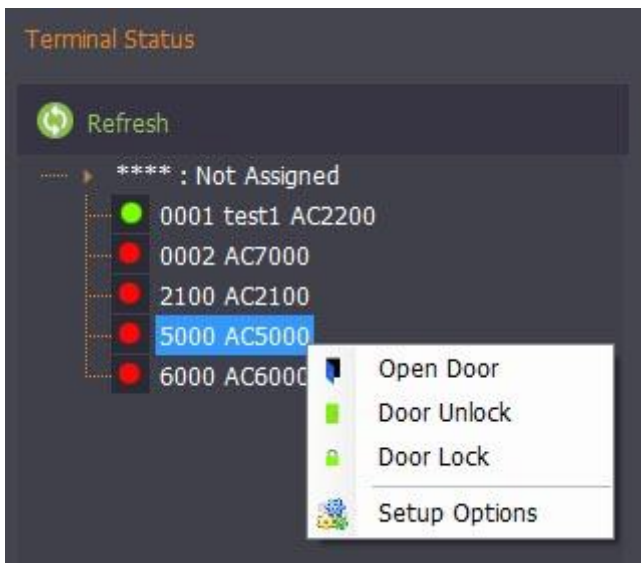 Terminal Status
Refresh
**** : Not Assigned
0001 test1 AC2200
0002 AC7000
2100 AC2100
5000 AC5000
6000 AC6000
Open Door
Door Unlock
Door Lock
Setup Options